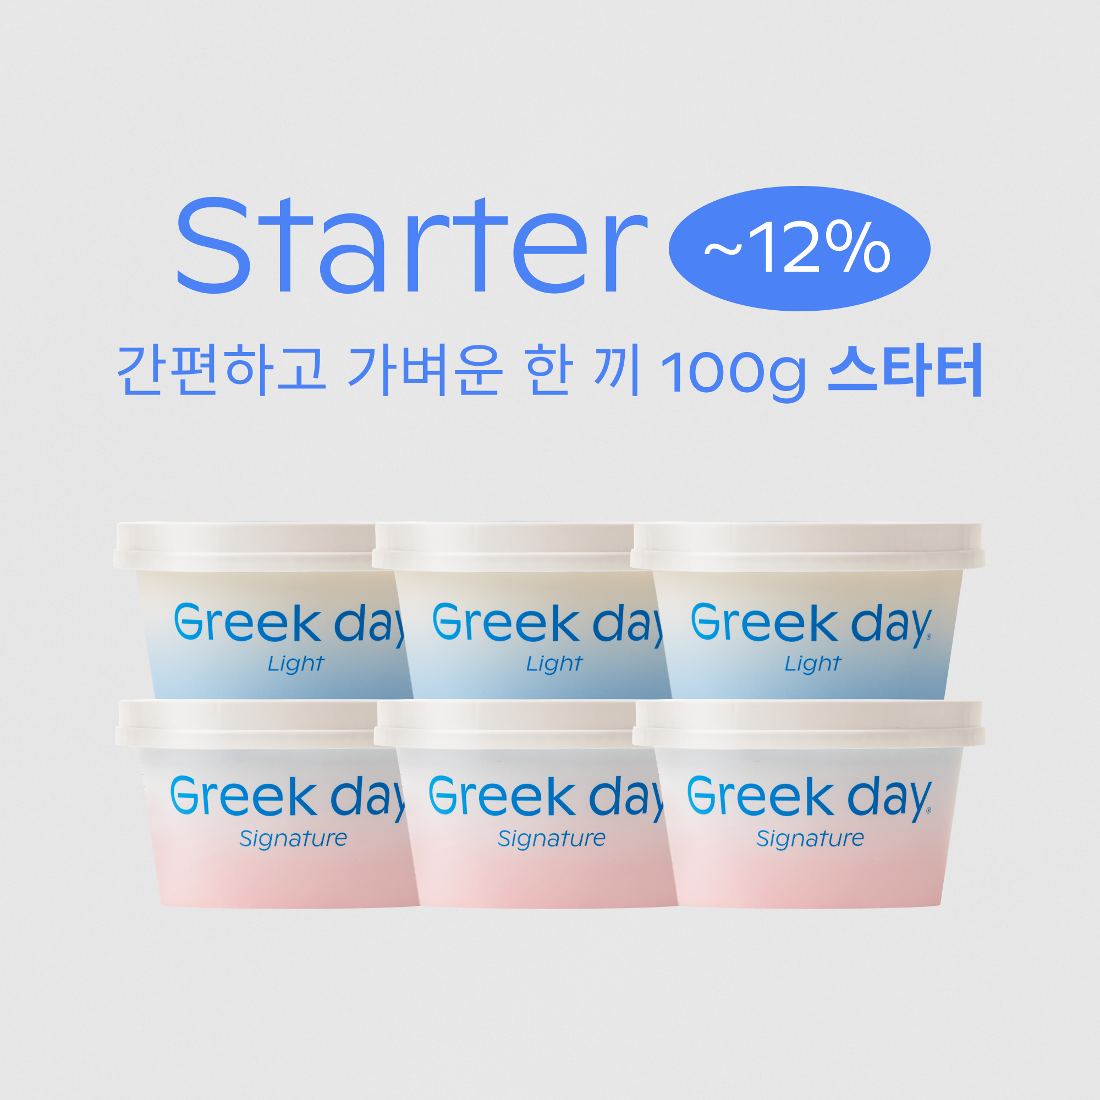 Starter ~12%
간편하고 가벼운 한 끼 100g 스타터
Greek day Greek day Greek day®
Light Light Light
Greek day Greek day Greek day®
Signature Signature Signature